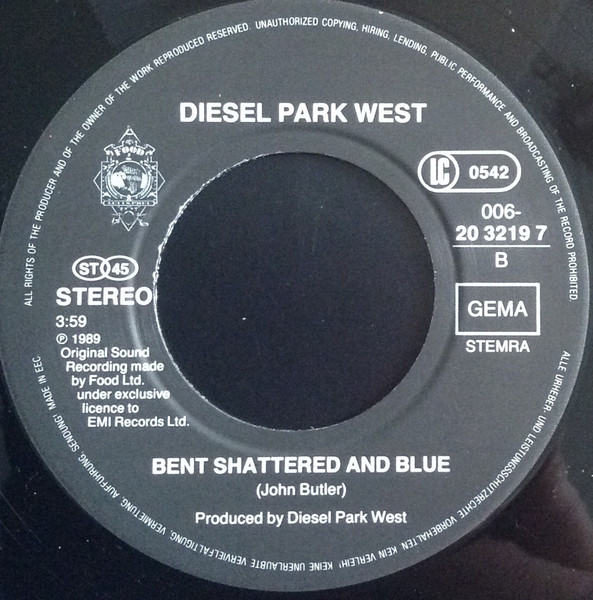 ALL RIGHTS OF THE PRODUCER AND OF THE OWNER OF THE WORK REPRODUCED RESERVED. UNAUTHORIZED COPYING, HIRING, LENDING, PUBLIC PERFORMANCE AND BROADCASTING OF THE RECORD PROHIBITED.
DIESEL PARK WEST
FOOD
LC 0542
006-
20 3219 7
B
ST 45
STEREO
GEMA
STEMRA
3:59
℗ 1989
Original Sound
Recording made
by Food Ltd.
under exclusive
licence to
EMI Records Ltd.
BENT SHATTERED AND BLUE
(John Butler)
Produced by Diesel Park West
ALLE URHEBER- UND LEISTUNGSSCHUTZRECHTE VORBEHALTEN. KEIN VERLEIH! KEINE UNERLAUBTE VERVIELFÄLTIGUNG, VERMIETUNG, AUFFÜHRUNG, SENDUNG! MADE IN EEC